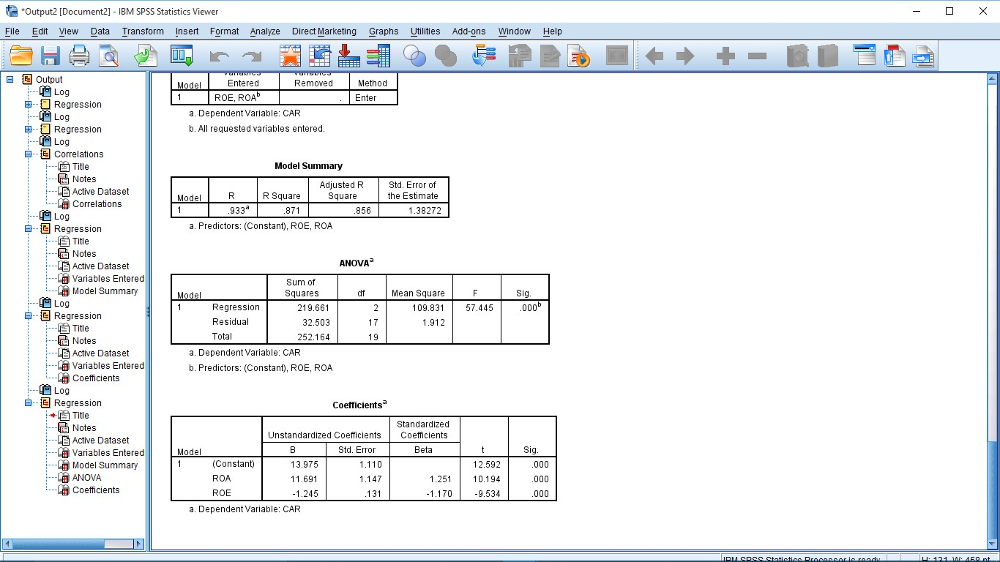 *Output2 [Document2] - IBM SPSS Statistics Viewer
File Edit View Data Transform Insert Format Analyze Direct Marketing Graphs Utilities Add-ons Window Help
Output
Log
Regression
Log
Regression
Log
Correlations
Title
Notes
Active Dataset
Correlations
Log
Regression
Title
Notes
Active Dataset
Variables Entered
Model Summary
Log
Regression
Title
Notes
Active Dataset
Variables Entered
Coefficients
Log
Regression
Title
Notes
Active Dataset
Variables Entered
Model Summary
ANOVA
Coefficients
Variables Variables
Model Entered Removed Method
1 ROE, ROAb . Enter
a. Dependent Variable: CAR
b. All requested variables entered.
Model Summary
Adjusted R Std. Error of
Model R R Square Square the Estimate
1 .933a .871 .856 1.38272
a. Predictors: (Constant), ROE, ROA
ANOVAa
Sum of
Model Squares df Mean Square F Sig.
1 Regression 219.661 2 109.831 57.445 .000b
Residual 32.503 17 1.912
Total 252.164 19
a. Dependent Variable: CAR
b. Predictors: (Constant), ROE, ROA
Coefficientsa
Standardized
Unstandardized Coefficients Coefficients
Model B Std. Error Beta t Sig.
1 (Constant) 13.975 1.110 12.592 .000
ROA 11.691 1.147 1.251 10.194 .000
ROE -1.245 .131 -1.170 -9.534 .000
a. Dependent Variable: CAR
IBM SPSS Statistics Processor is ready H: 131, W: 458 pt